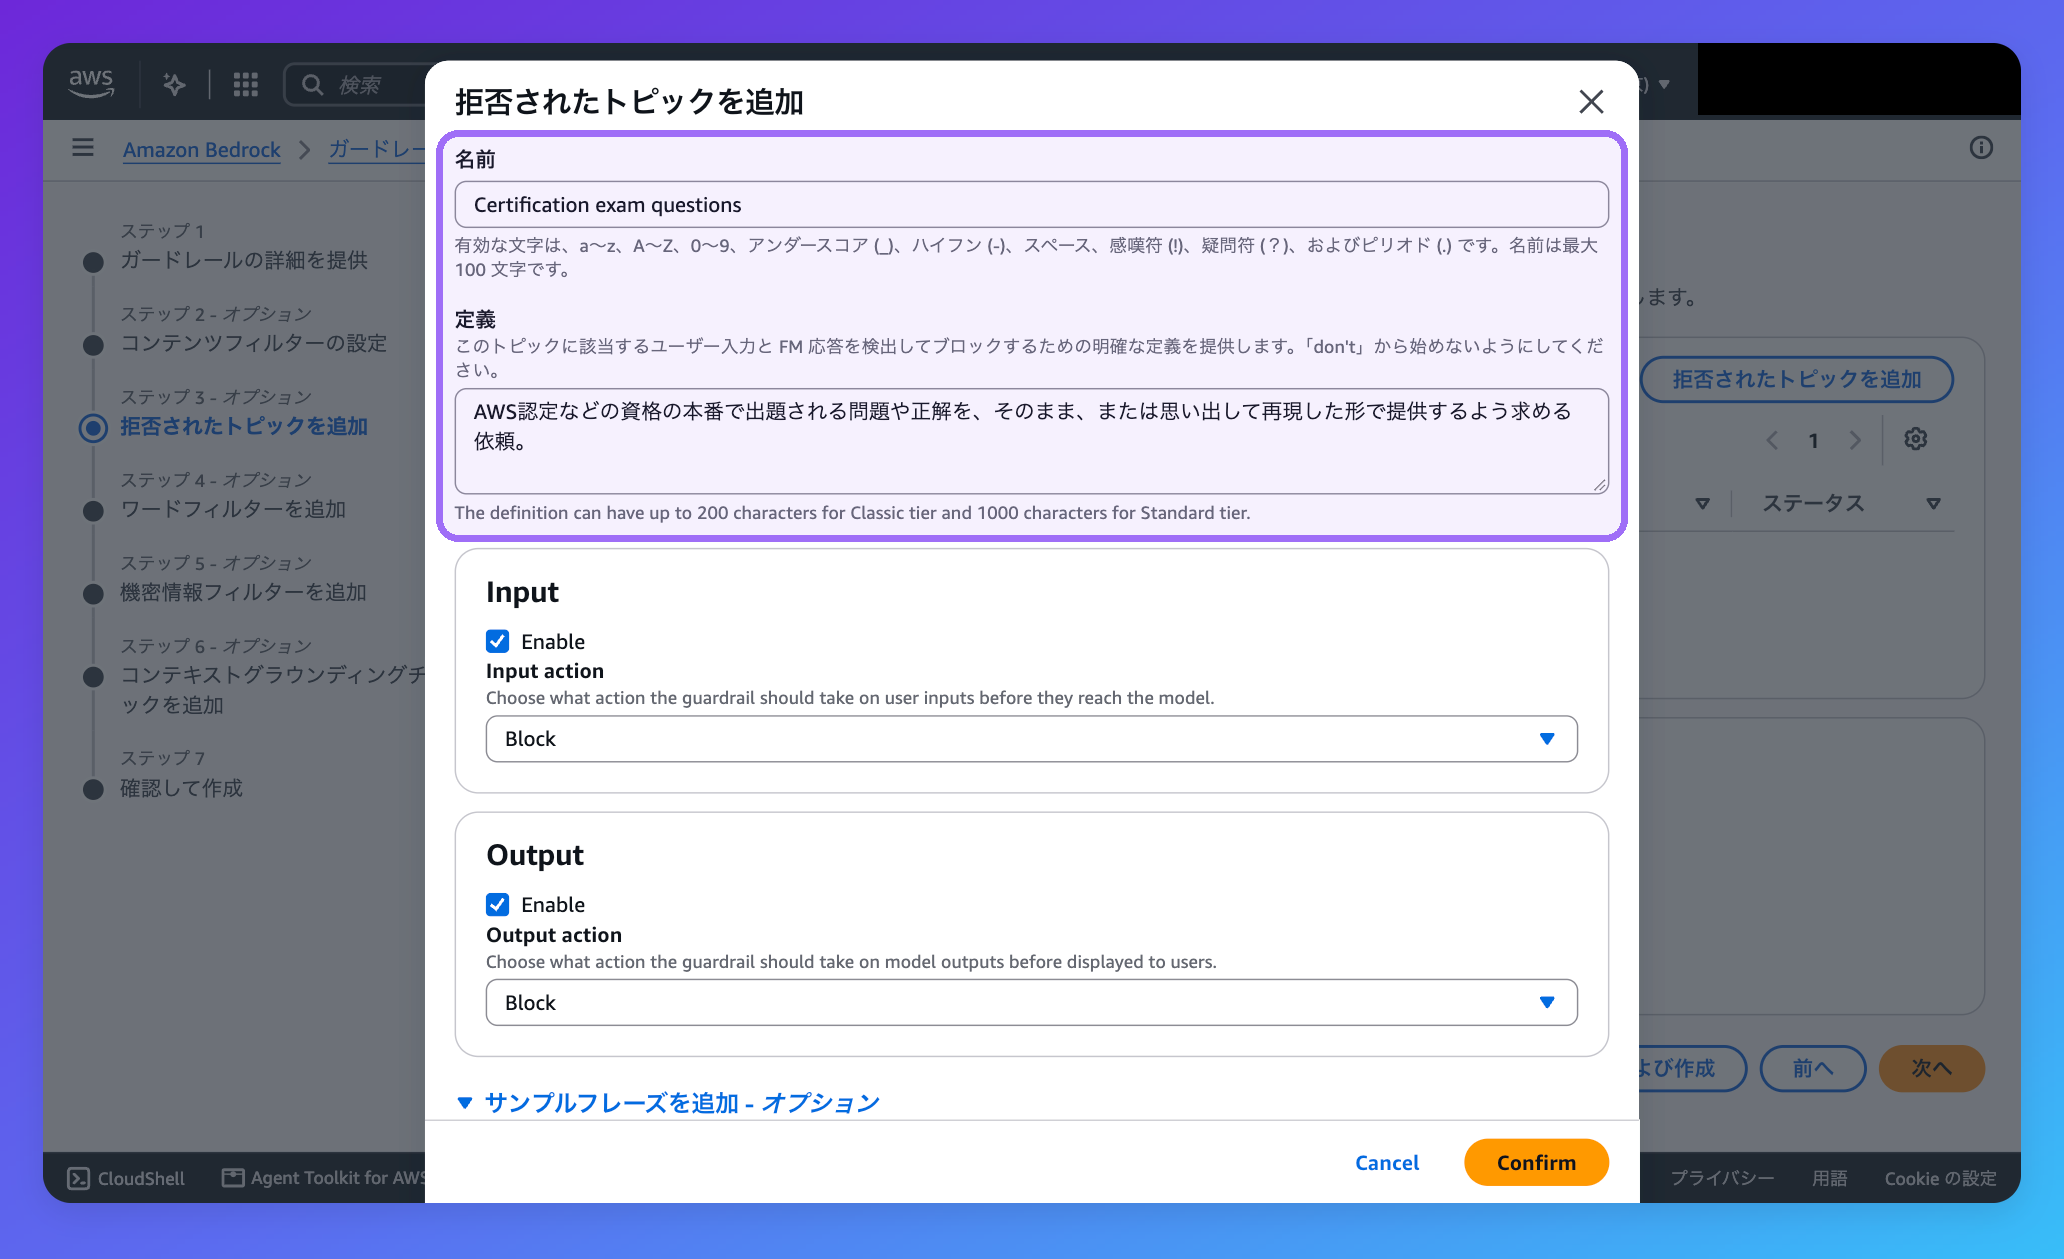 aws
検索
Amazon Bedrock
ガードレー
ステップ 1
ガードレールの詳細を提供
ステップ 2 - オプション
コンテンツフィルターの設定
ステップ 3 - オプション
拒否されたトピックを追加
ステップ 4 - オプション
ワードフィルターを追加
ステップ 5 - オプション
機密情報フィルターを追加
ステップ 6 - オプション
コンテキストグラウンディングチ
ックを追加
ステップ 7
確認して作成
拒否されたトピックを追加
名前
Certification exam questions
有効な文字は、a～z、A～Z、0～9、アンダースコア (_)、ハイフン (-)、スペース、感嘆符 (!)、疑問符 (？)、およびピリオド (.) です。名前は最大
100 文字です。
定義
このトピックに該当するユーザー入力と FM 応答を検出してブロックするための明確な定義を提供します。「don't」から始めないようにしてくだ
さい。
AWS認定などの資格の本番で出題される問題や正解を、そのまま、または思い出して再現した形で提供するよう求める
依頼。
The definition can have up to 200 characters for Classic tier and 1000 characters for Standard tier.
Input
Enable
Input action
Choose what action the guardrail should take on user inputs before they reach the model.
Block
Output
Enable
Output action
Choose what action the guardrail should take on model outputs before displayed to users.
Block
サンプルフレーズを追加 - オプション
Cancel
Confirm
します。
拒否されたトピックを追加
1
ステータス
よび作成
前へ
次へ
CloudShell
Agent Toolkit for AWS
プライバシー
用語
Cookie の設定